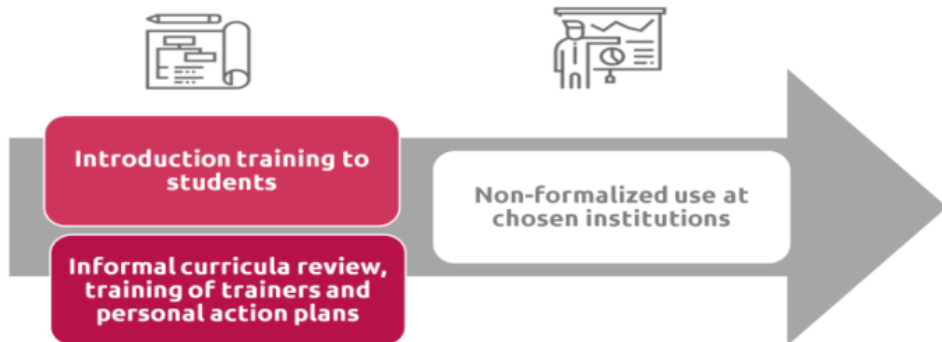 Introduction training to
students
Informal curricula review,
training of trainers and
personal action plans
Non-formalized use at
chosen institutions